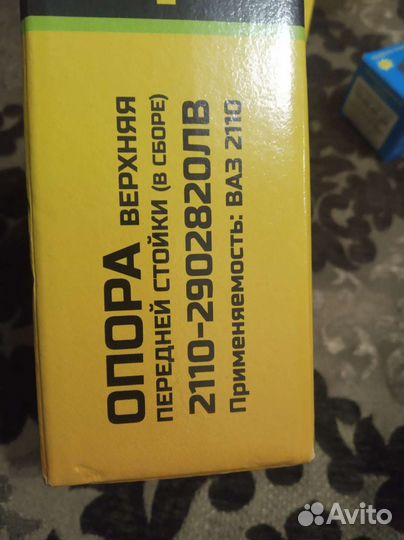 ОПОРА ВЕРХНЯЯ
ПЕРЕДНЕЙ СТОЙКИ (В СБОРЕ)
2110-2902820ЛВ
Применяемость: ВАЗ 2110
Avito